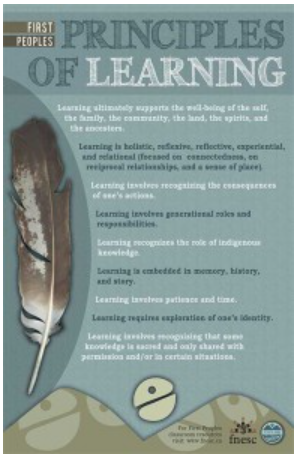 FIRST
PEOPLES
PRINCIPLES
OF LEARNING
Learning ultimately supports the well-being of the self,
the family, the community, the land, the spirits, and
the ancestors.
Learning is holistic, reflexive, reflective, experiential,
and relational (focused on connectedness, on
reciprocal relationships, and a sense of place).
Learning involves recognizing the consequences
of one's actions.
Learning involves generational roles and
responsibilities.
Learning recognizes the role of indigenous
knowledge.
Learning is embedded in memory, history,
and story.
Learning involves patience and time.
Learning requires exploration of one's identity.
Learning involves recognizing that some
knowledge is sacred and only shared with
permission and/or in certain situations.
For First Peoples
classroom resources
visit: www.fnesc.ca
fnesc